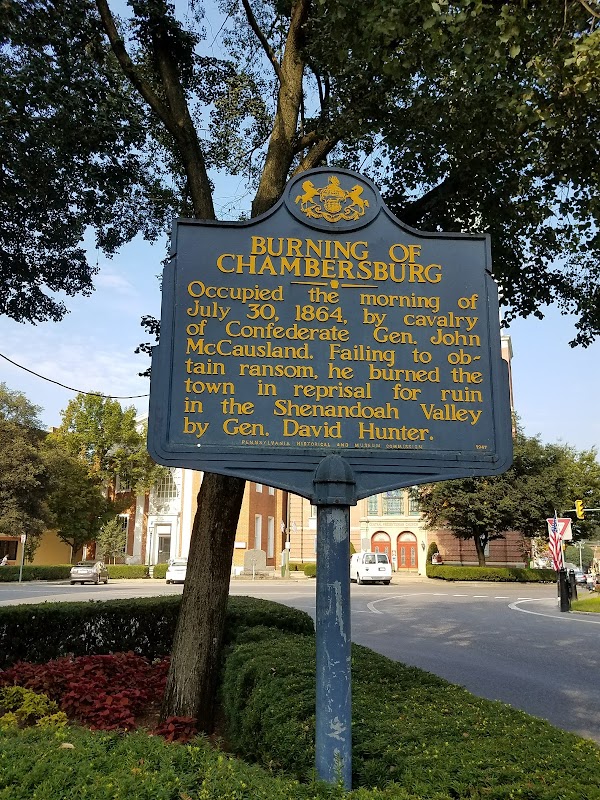 BURNING OF
CHAMBERSBURG
Occupied the morning of
July 30, 1864, by cavalry
of Confederate Gen. John
McCausland. Failing to ob-
tain ransom, he burned the
town in reprisal for ruin
in the Shenandoah Valley
by Gen. David Hunter.
PENNSYLVANIA HISTORICAL AND MUSEUM COMMISSION 1947